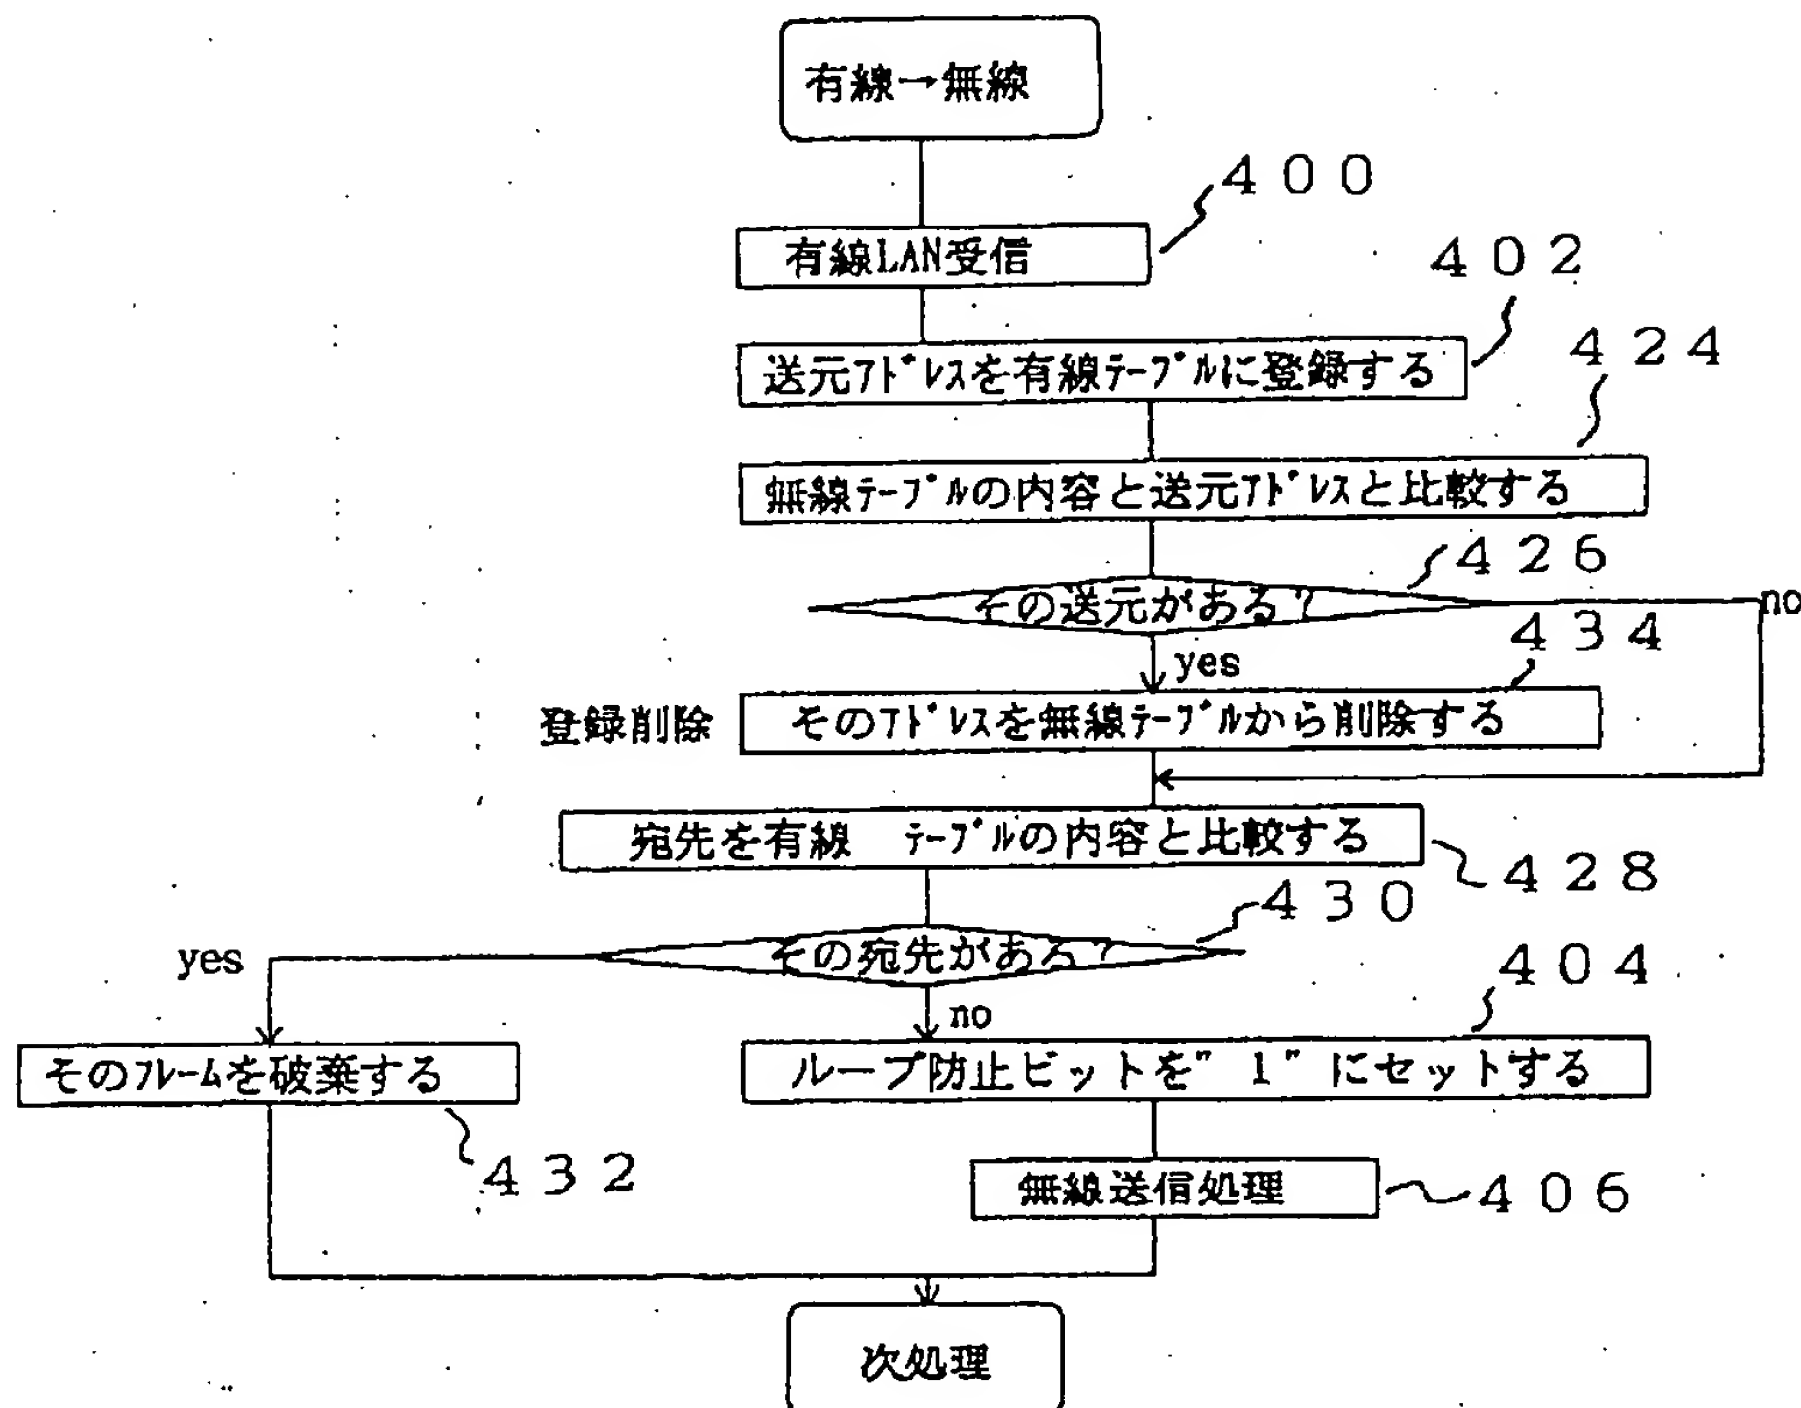 有線→無線
400
有線LAN受信
402
送元ｱﾄﾞﾚｽを有線ﾃｰﾌﾞﾙに登録する
424
無線ﾃｰﾌﾞﾙの内容と送元ｱﾄﾞﾚｽと比較する
426
その送元がある?
no
434
yes
登録削除
そのｱﾄﾞﾚｽを無線ﾃｰﾌﾞﾙから削除する
宛先を有線 ﾃｰﾌﾞﾙの内容と比較する
428
430
yes
その宛先がある?
404
no
そのﾌﾚｰﾑを破棄する
ループ防止ビットを"1"にセットする
432
無線送信処理
406
次処理